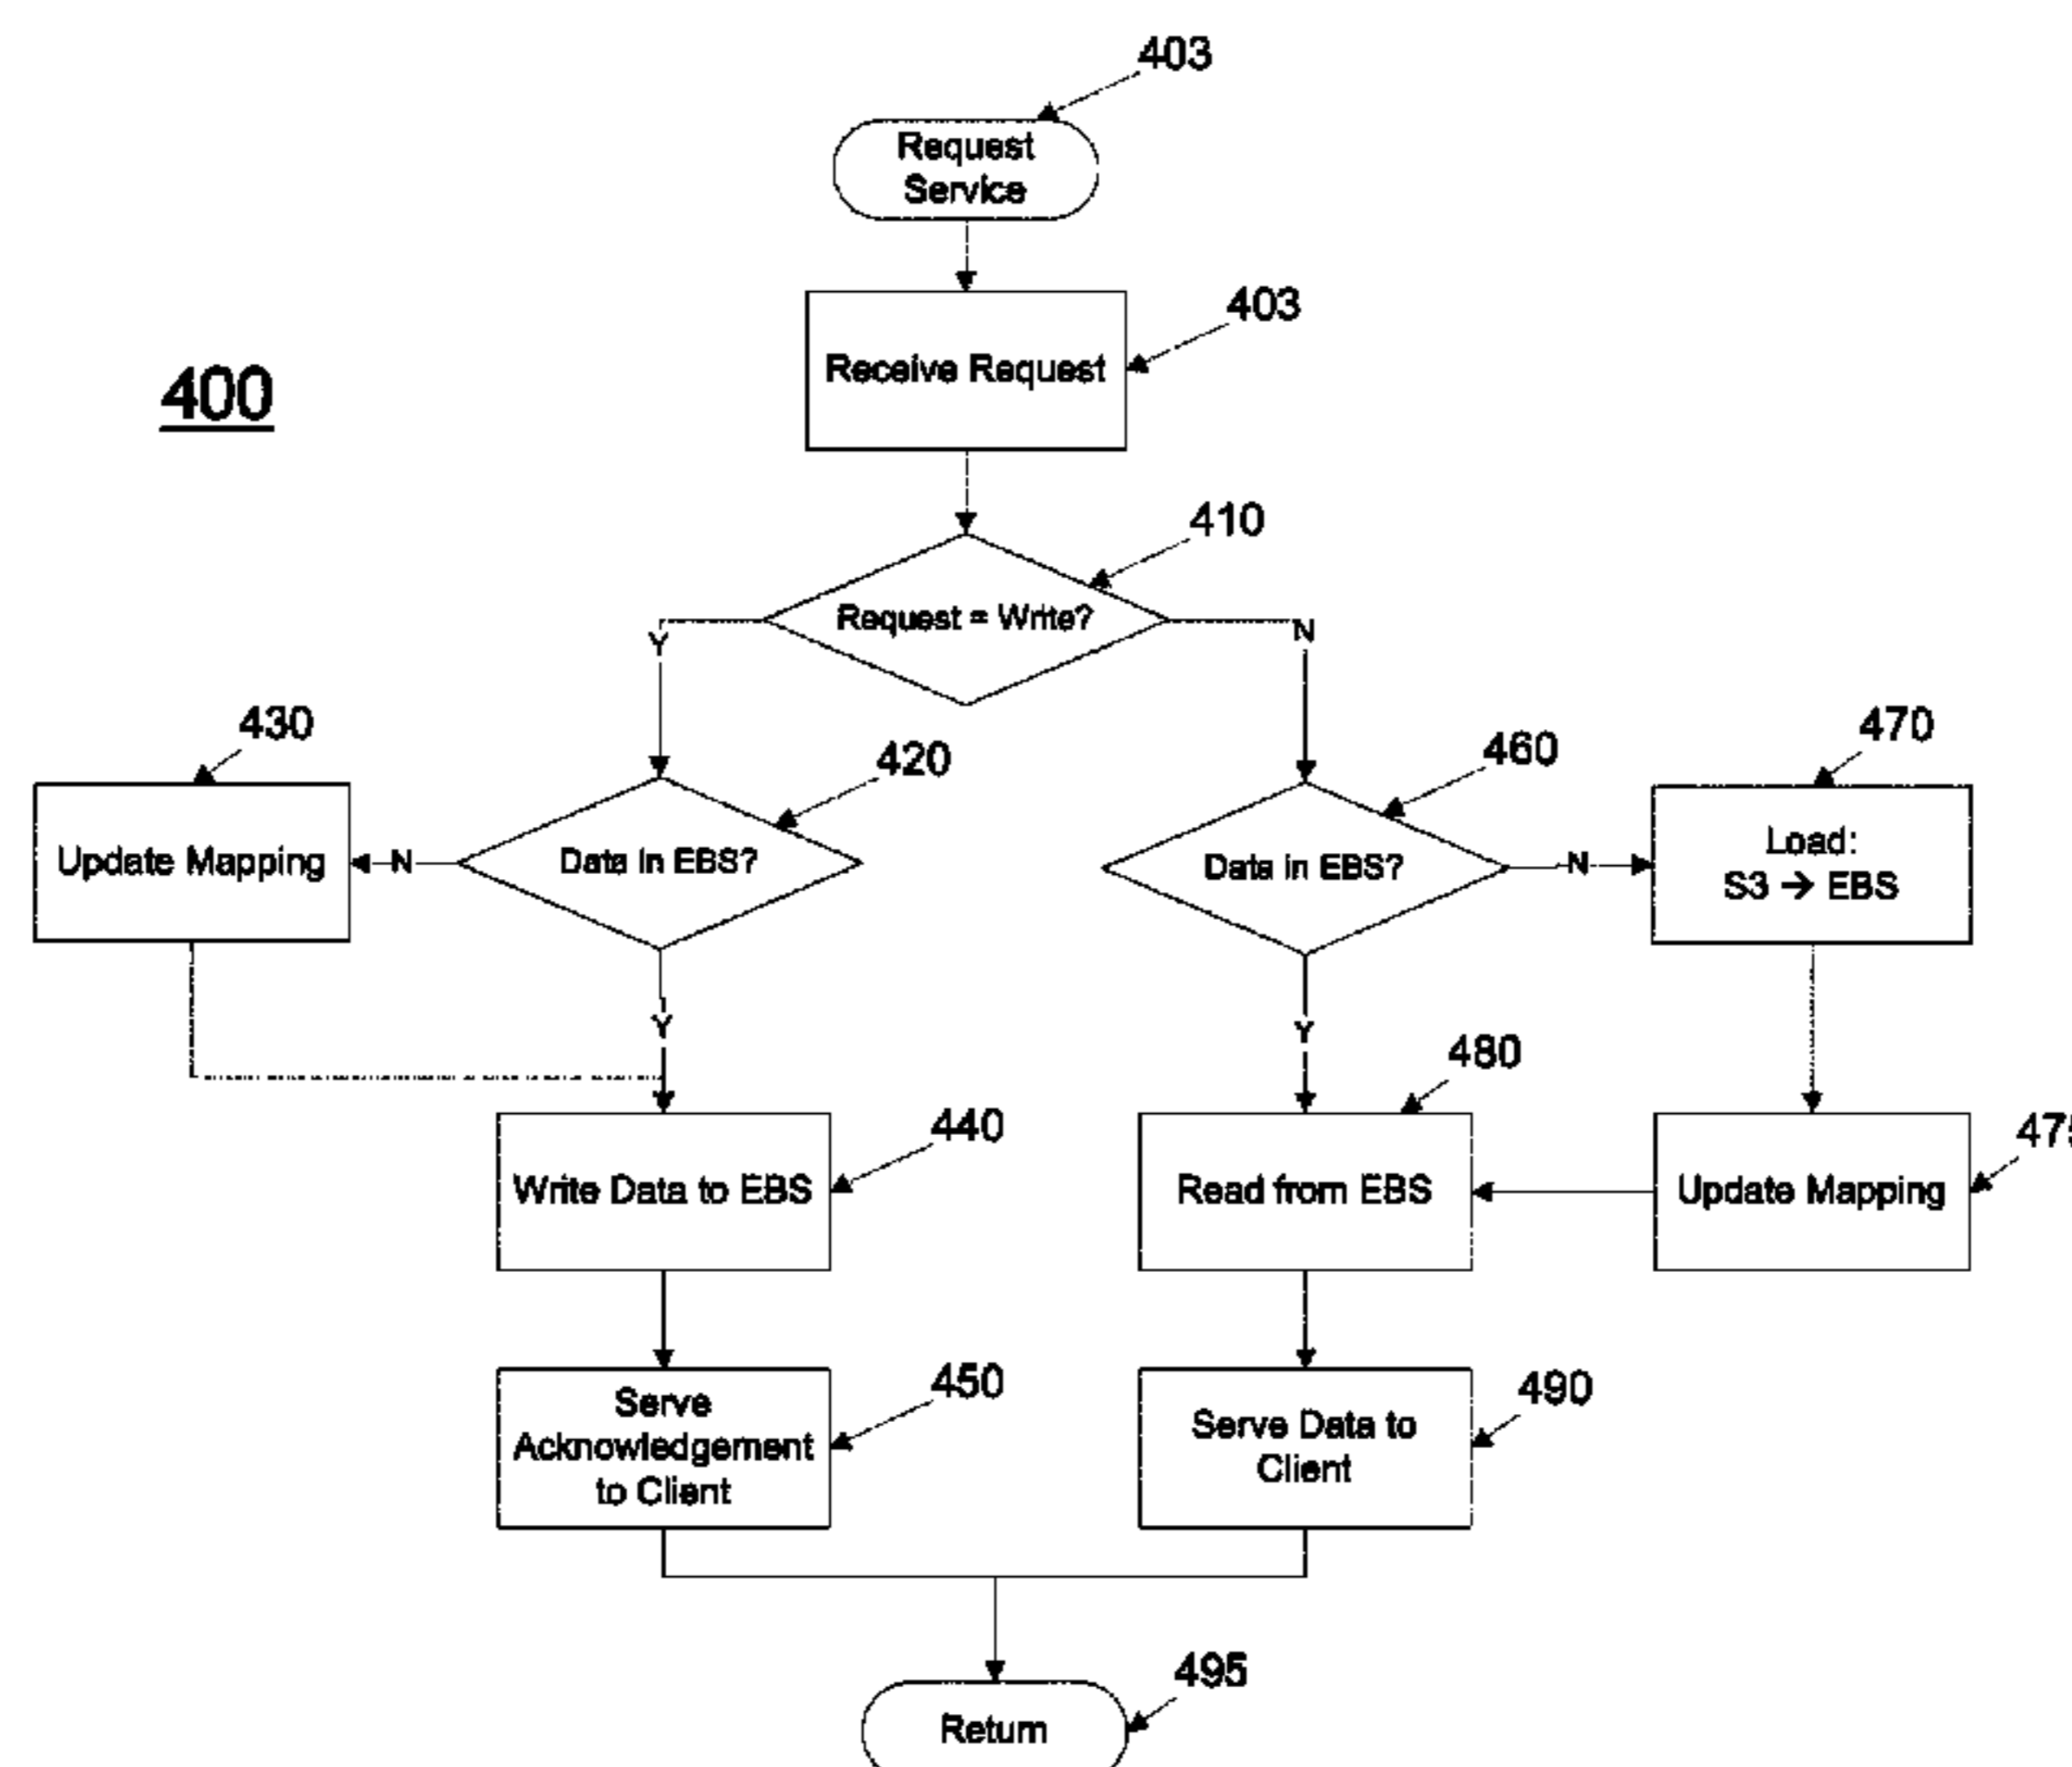 403
Request
Service
403
Receive Request
400
410
Request = Write?
Y
N
430
420
460
470
Update Mapping
N
Data in EBS?
Data in EBS?
N
Load:
S3 → EBS
Y
Y
480
440
475
Write Data to EBS
Read from EBS
Update Mapping
450
490
Serve
Acknowledgement
to Client
Serve Data to
Client
495
Return